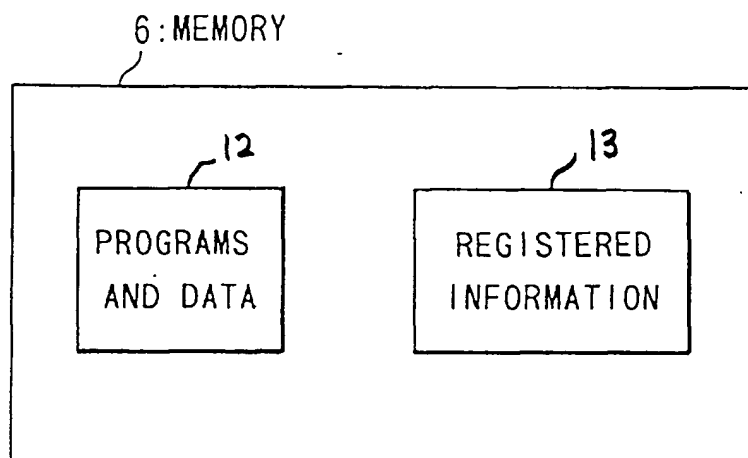 6:MEMORY
12
13
PROGRAMS
AND DATA
REGISTERED
INFORMATION